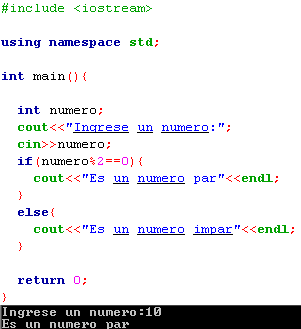 #include <iostream>
using namespace std;
int main(){
int numero;
cout<<"Ingrese un numero:";
cin>>numero;
if(numero%2==0){
cout<<"Es un numero par"<<endl;
}
else{
cout<<"Es un numero impar"<<endl;
}
return 0;
}
Ingrese un numero:10
Es un numero par